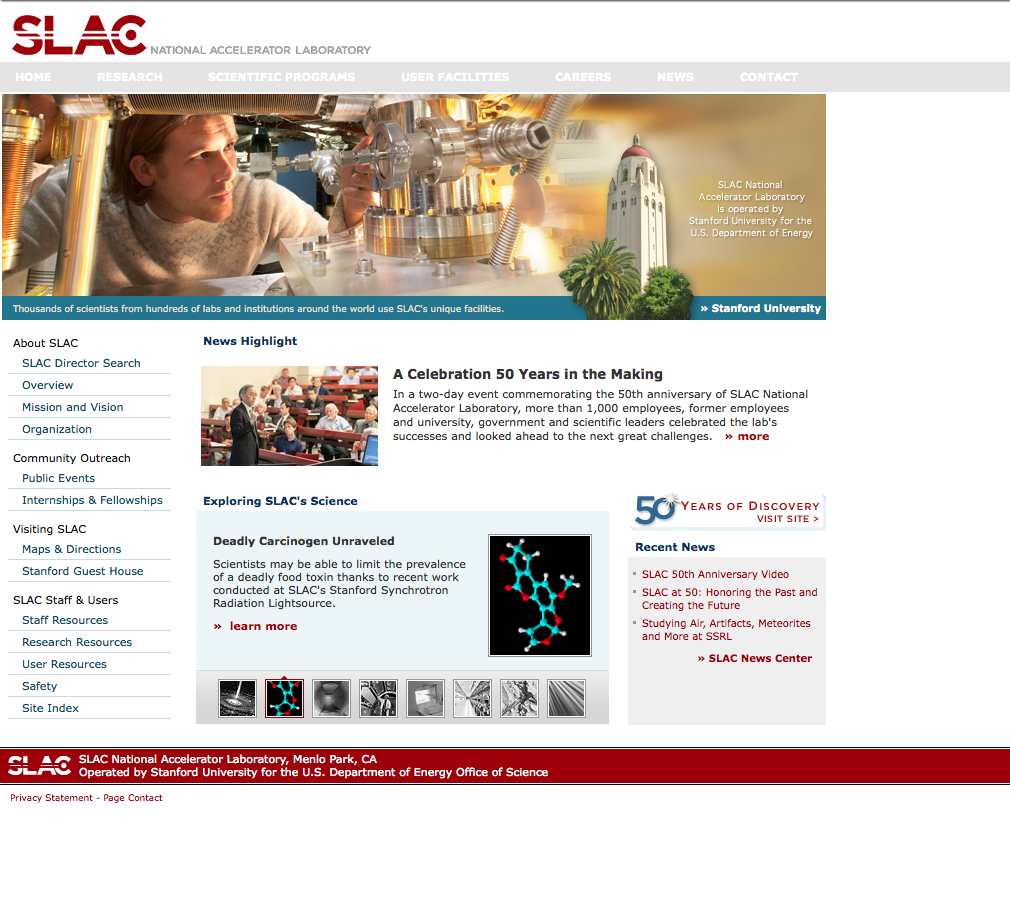 SLAC NATIONAL ACCELERATOR LABORATORY
HOME RESEARCH SCIENTIFIC PROGRAMS USER FACILITIES CAREERS NEWS CONTACT
SLAC National
Accelerator Laboratory
is operated by
Stanford University for the
U.S. Department of Energy
Thousands of scientists from hundreds of labs and institutions around the world use SLAC's unique facilities.
» Stanford University
About SLAC
SLAC Director Search
Overview
Mission and Vision
Organization
Community Outreach
Public Events
Internships & Fellowships
Visiting SLAC
Maps & Directions
Stanford Guest House
SLAC Staff & Users
Staff Resources
Research Resources
User Resources
Safety
Site Index
News Highlight
A Celebration 50 Years in the Making
In a two-day event commemorating the 50th anniversary of SLAC National
Accelerator Laboratory, more than 1,000 employees, former employees
and university, government and scientific leaders celebrated the lab's
successes and looked ahead to the next great challenges. » more
Exploring SLAC's Science
Deadly Carcinogen Unraveled
Scientists may be able to limit the prevalence
of a deadly food toxin thanks to recent work
conducted at SLAC's Stanford Synchrotron
Radiation Lightsource.
» learn more
50 YEARS OF DISCOVERY
VISIT SITE >
Recent News
SLAC 50th Anniversary Video
SLAC at 50: Honoring the Past and
Creating the Future
Studying Air, Artifacts, Meteorites
and More at SSRL
» SLAC News Center
SLAC
SLAC National Accelerator Laboratory, Menlo Park, CA
Operated by Stanford University for the U.S. Department of Energy Office of Science
Privacy Statement - Page Contact